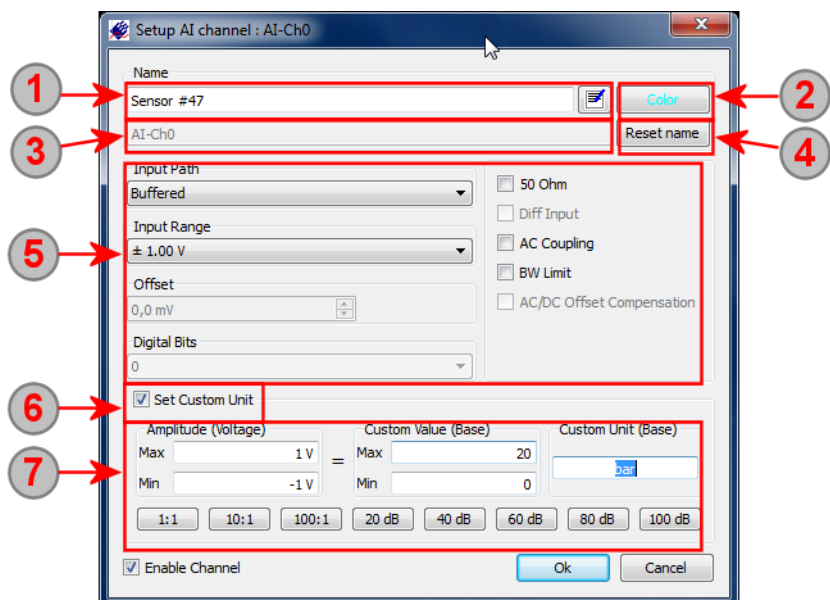 Setup AI channel : AI-Ch0
Name
1
Sensor #47
Color
2
3
AI-Ch0
Reset name
4
Input Path
Buffered
50 Ohm
Diff Input
5
Input Range
± 1.00 V
AC Coupling
BW Limit
Offset
0,0 mV
AC/DC Offset Compensation
Digital Bits
0
6
Set Custom Unit
7
Amplitude (Voltage)
Custom Value (Base)
Custom Unit (Base)
Max 1 V = Max 20
bar
Min -1 V Min 0
1:1 10:1 100:1 20 dB 40 dB 60 dB 80 dB 100 dB
Enable Channel
Ok
Cancel